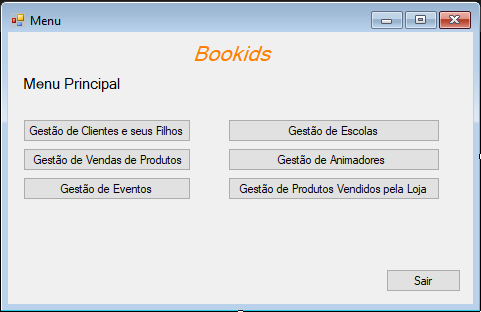 Menu
Bookids
Menu Principal
Gestão de Clientes e seus Filhos
Gestão de Escolas
Gestão de Vendas de Produtos
Gestão de Animadores
Gestão de Eventos
Gestão de Produtos Vendidos pela Loja
Sair